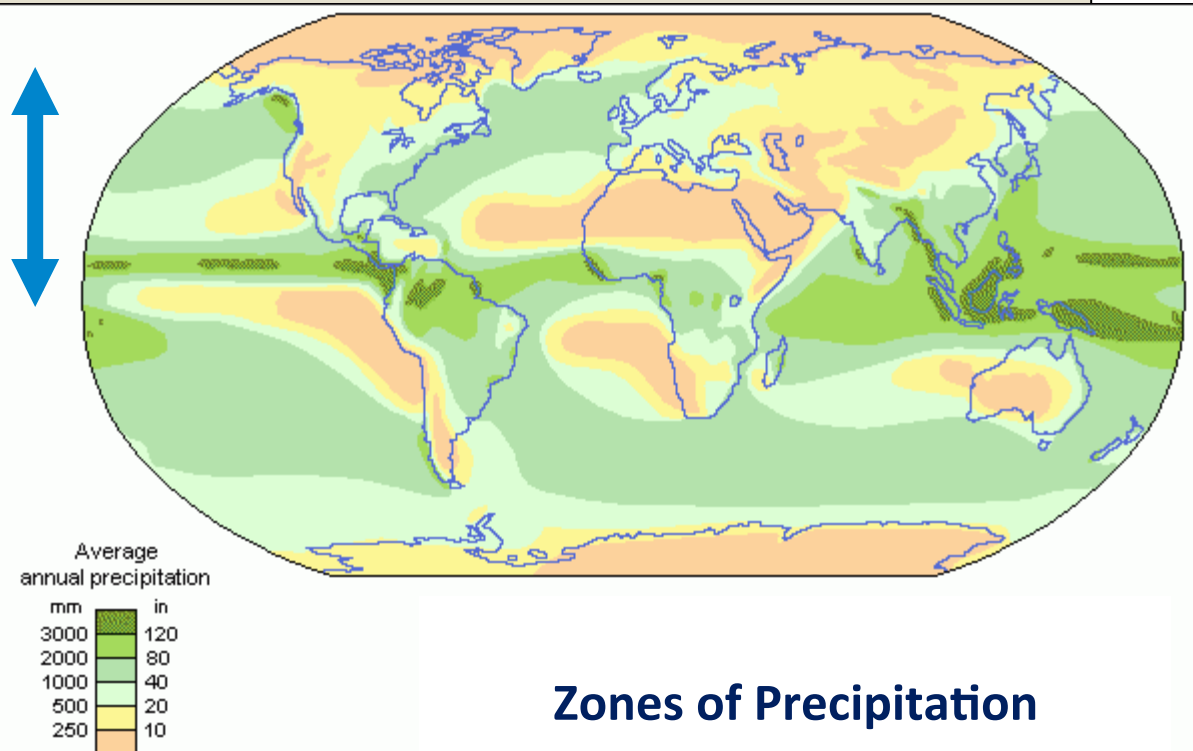 Average
annual precipitation
mm in
3000 120
2000 80
1000 40
500 20
250 10
Zones of Precipitation